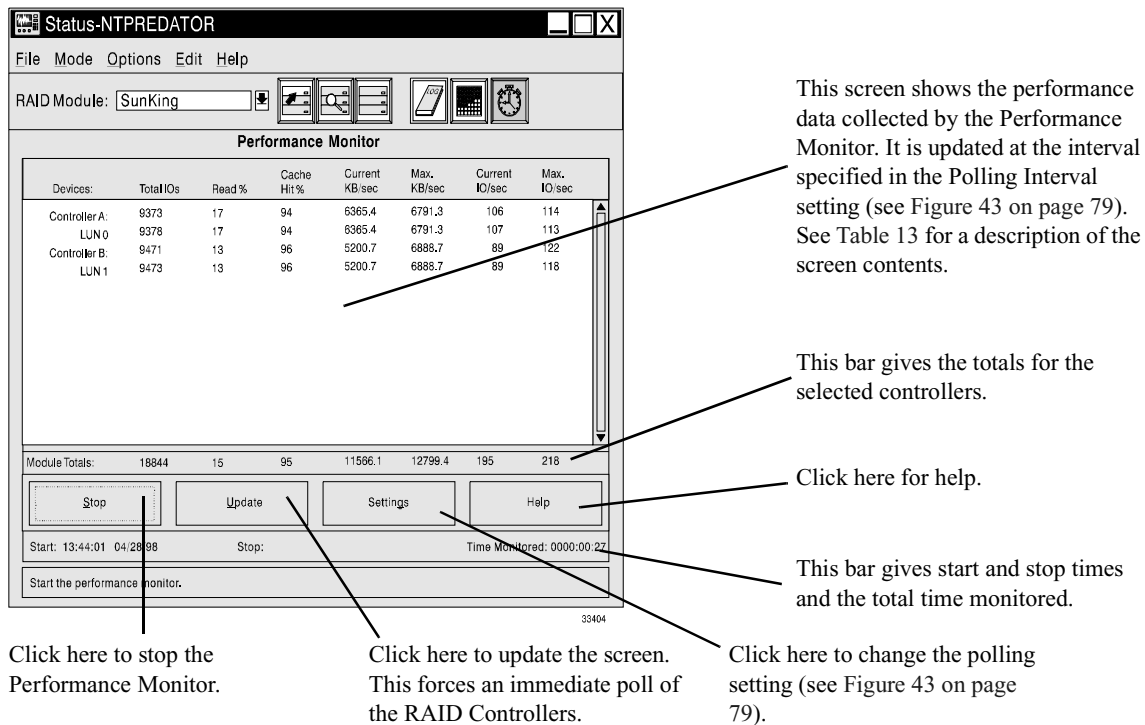 Status-NTPREDATOR
File Mode Options Edit Help
RAID Module: SunKing
LOG
Performance Monitor
Devices: Total IOs Read % Cache Hit % Current KB/sec Max. KB/sec Current IO/sec Max. IO/sec
Controller A: 9373 17 94 6365.4 6791.3 106 114
LUN 0 9378 17 94 6365.4 6791.3 107 113
Controller B: 9471 13 96 5200.7 6888.7 89 122
LUN 1 9473 13 96 5200.7 6888.7 89 118
Module Totals: 18844 15 95 11566.1 12799.4 195 218
Stop Update Settings Help
Start: 13:44:01 04/28/98 Stop: Time Monitored: 0000:00:27
Start the performance monitor.
33404
This screen shows the performance
data collected by the Performance
Monitor. It is updated at the interval
specified in the Polling Interval
setting (see Figure 43 on page 79).
See Table 13 for a description of the
screen contents.
This bar gives the totals for the
selected controllers.
Click here for help.
This bar gives start and stop times
and the total time monitored.
Click here to stop the
Performance Monitor.
Click here to update the screen.
This forces an immediate poll of
the RAID Controllers.
Click here to change the polling
setting (see Figure 43 on page
79).